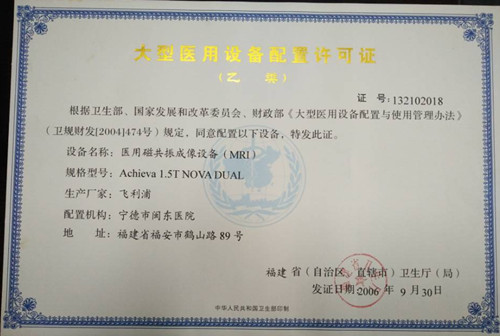 大型医用设备配置许可证
（乙 类）
证 号：132102018
根据卫生部、国家发展和改革委员会、财政部《大型医用设备配置与使用管理办法》
（卫规财发[2004]474号）规定，同意配置以下设备，特发此证。
设备名称：医用磁共振成像设备（MRI）
规格型号：Achieva 1.5T NOVA DUAL
生产厂家：飞利浦
配置机构：宁德市闽东医院
地 址：福建省福安市鹤山路 89 号
福建 省（自治区、直辖市）卫生厅（局）
发证日期 2006 年 9 月 30 日
中华人民共和国卫生部印制